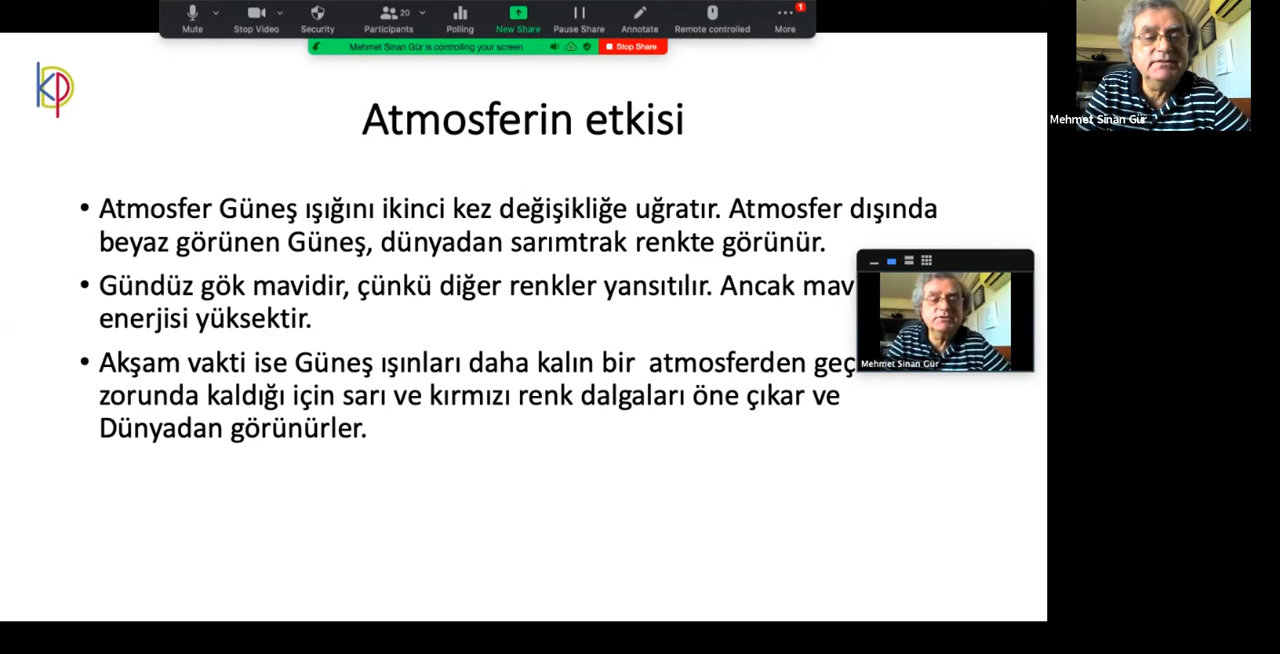 Mute
Stop Video
Security
20
Participants
Polling
New Share
Pause Share
Annotate
Remote controlled
1
More
Mehmet Sinan Gür is controlling your screen
Stop Share
Mehmet Sinan Gür
kp
Atmosferin etkisi
• Atmosfer Güneş ışığını ikinci kez değişikliğe uğratır. Atmosfer dışında
beyaz görünen Güneş, dünyadan sarımtrak renkte görünür.
• Gündüz gök mavidir, çünkü diğer renkler yansıtılır. Ancak mav
enerjisi yüksektir.
• Akşam vakti ise Güneş ışınları daha kalın bir atmosferden geç
zorunda kaldığı için sarı ve kırmızı renk dalgaları öne çıkar ve
Dünyadan görünürler.
Mehmet Sinan Gür